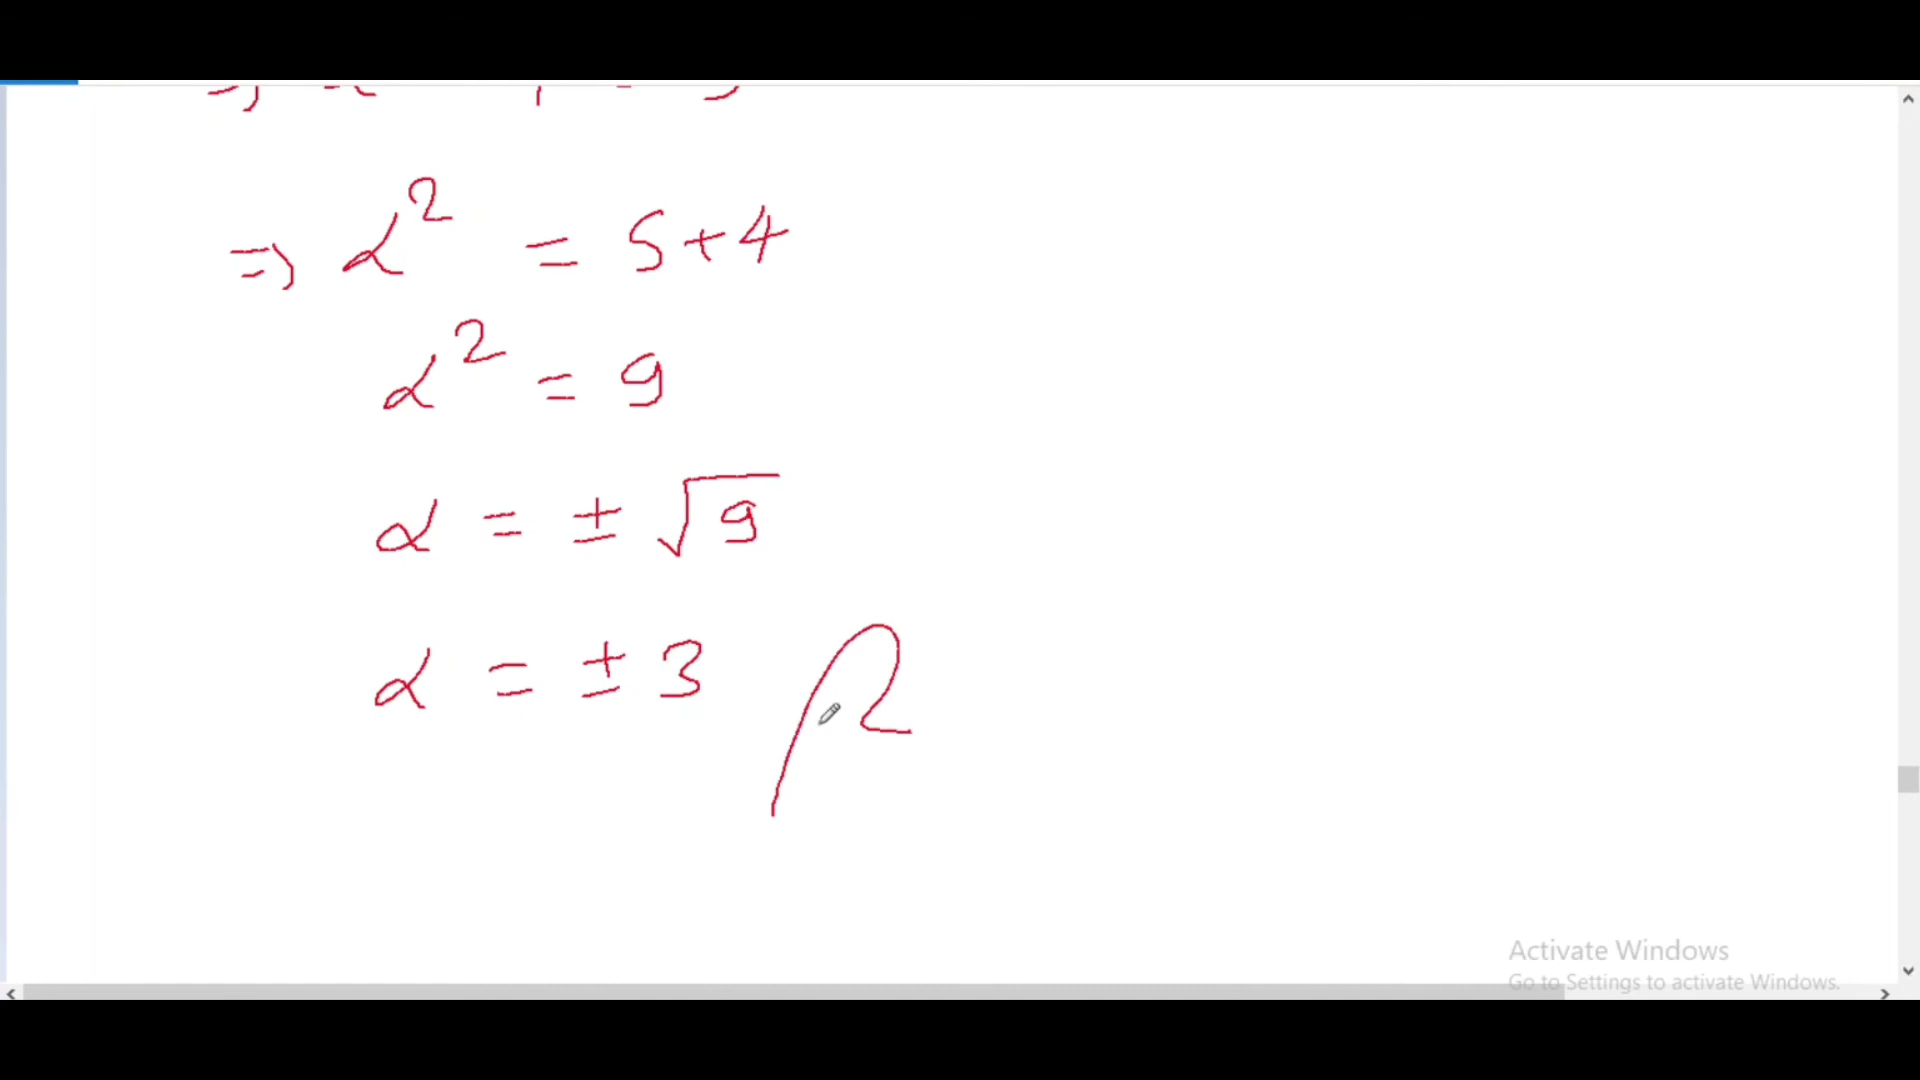 ⇒ α² = 5+4
α² = 9
α = ± √9
α = ± 3
Activate Windows
Go to Settings to activate Windows.